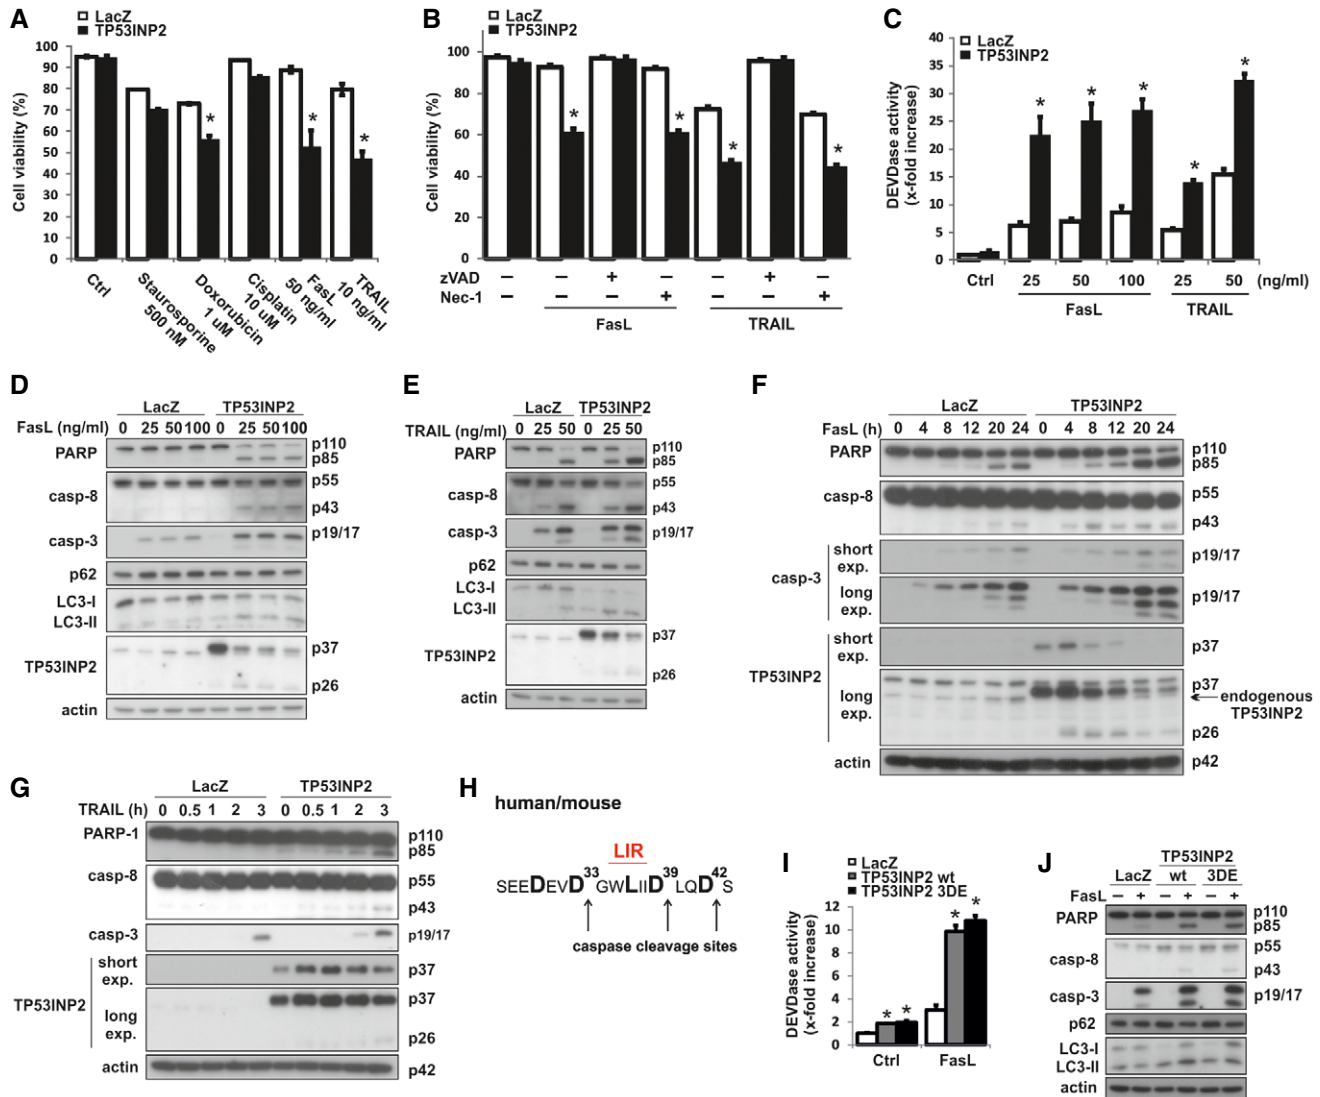 A
LacZ
TP53INP2
Cell viability (%)
100
90
80
70
60
50
40
30
20
10
0
Ctrl
Staurosporine 500 nM
Doxorubicin 1 uM
Cisplatin 10 uM
FasL 50 ng/ml
TRAIL 10 ng/ml
* * *
B
LacZ
TP53INP2
Cell viability (%)
100
80
60
40
20
0
* * * *
zVAD – – + – – + –
Nec-1 – – – + – – +
FasL TRAIL
C
LacZ
TP53INP2
DEVDase activity
(x-fold increase)
40
35
30
25
20
15
10
5
0
* * * * *
Ctrl 25 50 100 25 50 (ng/ml)
FasL TRAIL
D
LacZ TP53INP2
FasL (ng/ml) 0 25 50 100 0 25 50 100
PARP p110
p85
casp-8 p55
p43
casp-3 p19/17
p62
LC3-I
LC3-II
TP53INP2 p37
p26
actin
E
LacZ TP53INP2
TRAIL (ng/ml) 0 25 50 0 25 50
PARP p110
p85
casp-8 p55
p43
casp-3 p19/17
p62
LC3-I
LC3-II
TP53INP2 p37
p26
actin
F
LacZ TP53INP2
FasL (h) 0 4 8 12 20 24 0 4 8 12 20 24
PARP p110
p85
casp-8 p55
p43
casp-3 short exp. p19/17
long exp. p19/17
TP53INP2 short exp. p37
long exp. p37
endogenous
TP53INP2
p26
actin p42
G
LacZ TP53INP2
TRAIL (h) 0 0.5 1 2 3 0 0.5 1 2 3
PARP-1 p110
p85
casp-8 p55
p43
casp-3 p19/17
TP53INP2 short exp. p37
long exp. p37
p26
actin p42
H
human/mouse
LIR
SEEDEVD33GWLIID39LQD42S
caspase cleavage sites
I
LacZ
TP53INP2 wt
TP53INP2 3DE
DEVDase activity
(x-fold increase)
12
10
8
6
4
2
0
* * * *
Ctrl FasL
J
TP53INP2
LacZ wt 3DE
FasL – + – + – +
PARP p110
p85
casp-8 p55
p43
casp-3 p19/17
p62
LC3-I
LC3-II
actin